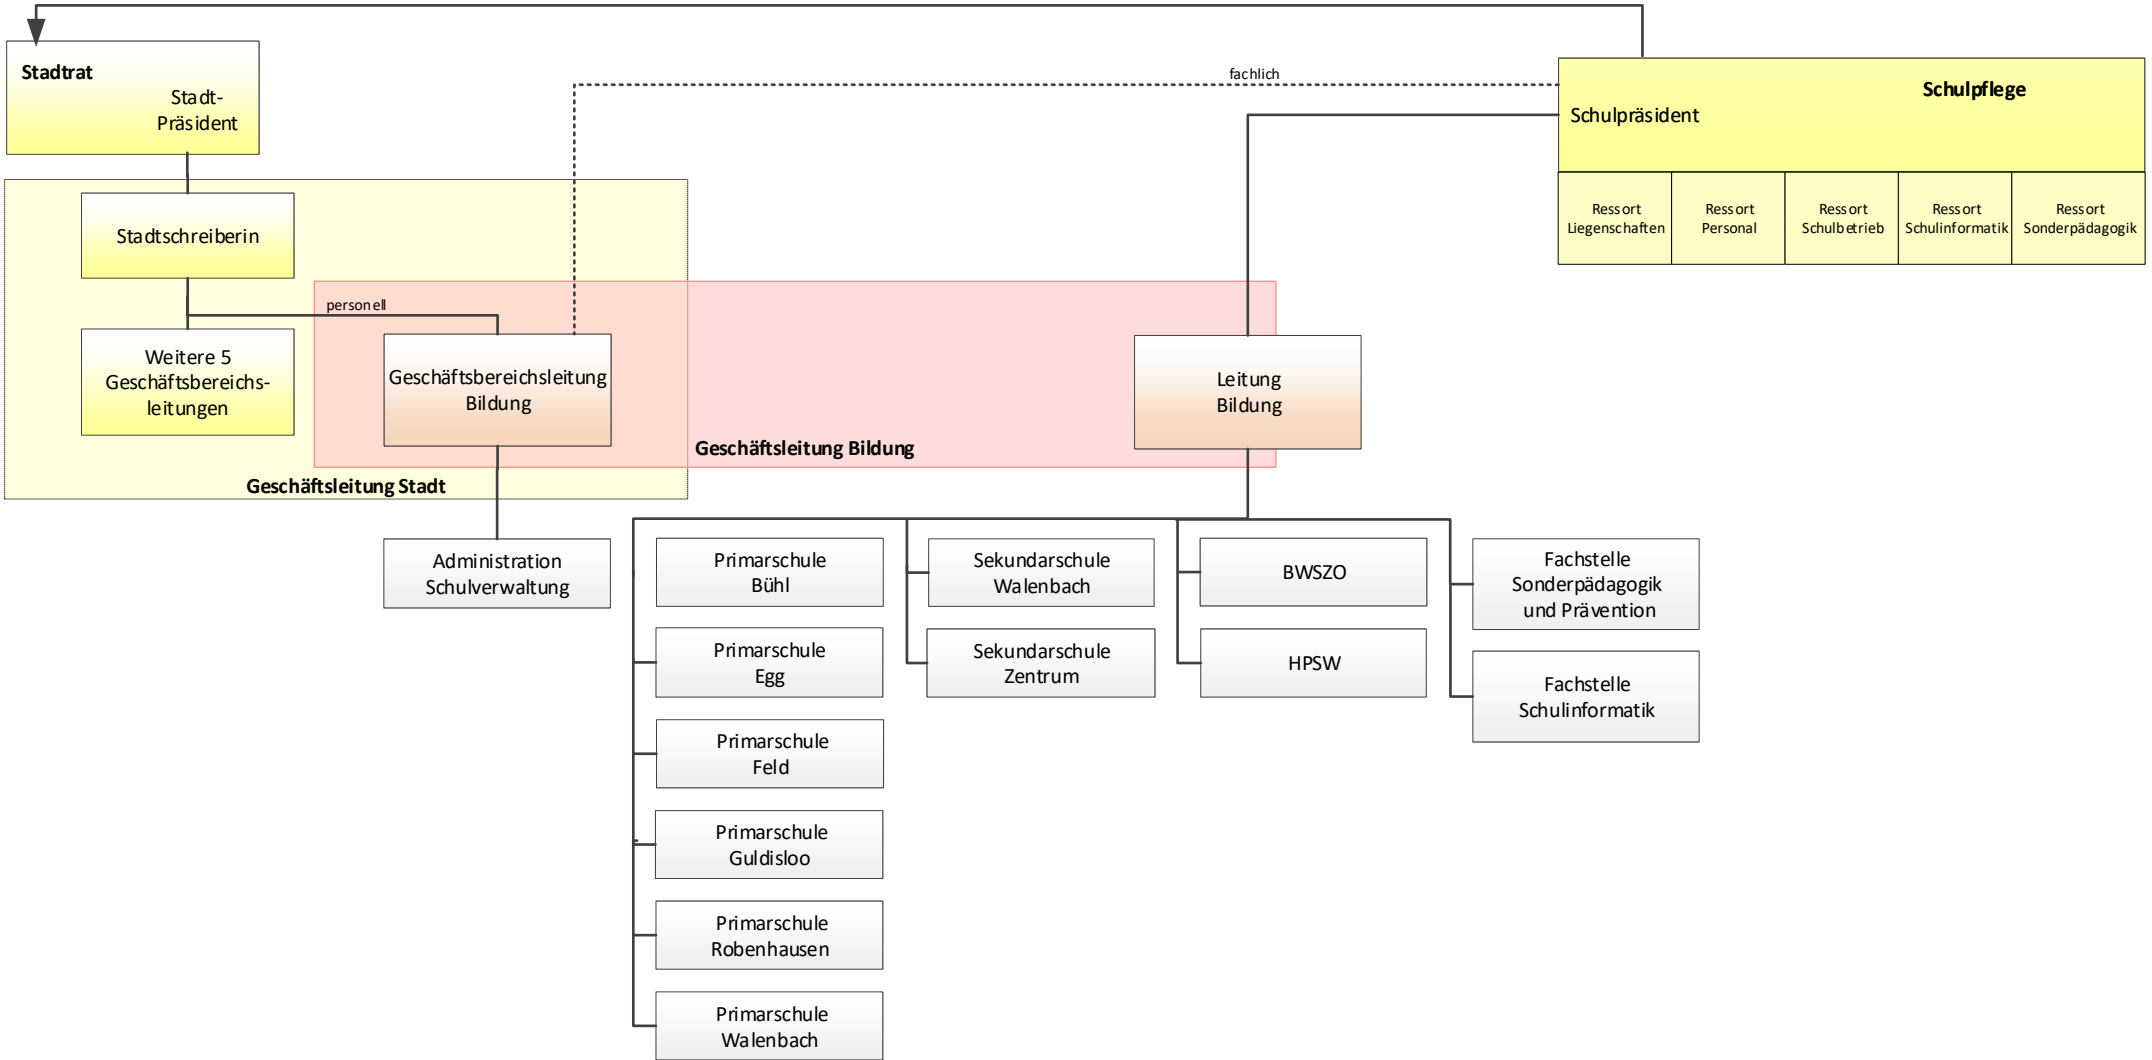 Stadtrat
Stadt-
Präsident
fachlich
Schulpflege
Schulpräsident
Ressort
Liegenschaften
Ressort
Personal
Ressort
Schulbetrieb
Ressort
Schulinformatik
Ressort
Sonderpädagogik
Stadtschreiberin
personell
Weitere 5
Geschäftsbereichs-
leitungen
Geschäftsbereichsleitung
Bildung
Leitung
Bildung
Geschäftsleitung Bildung
Geschäftsleitung Stadt
Administration
Schulverwaltung
Primarschule
Bühl
Primarschule
Egg
Primarschule
Feld
Primarschule
Guldisloo
Primarschule
Robenhausen
Primarschule
Walenbach
Sekundarschule
Walenbach
Sekundarschule
Zentrum
BWSZO
HPSW
Fachstelle
Sonderpädagogik
und Prävention
Fachstelle
Schulinformatik